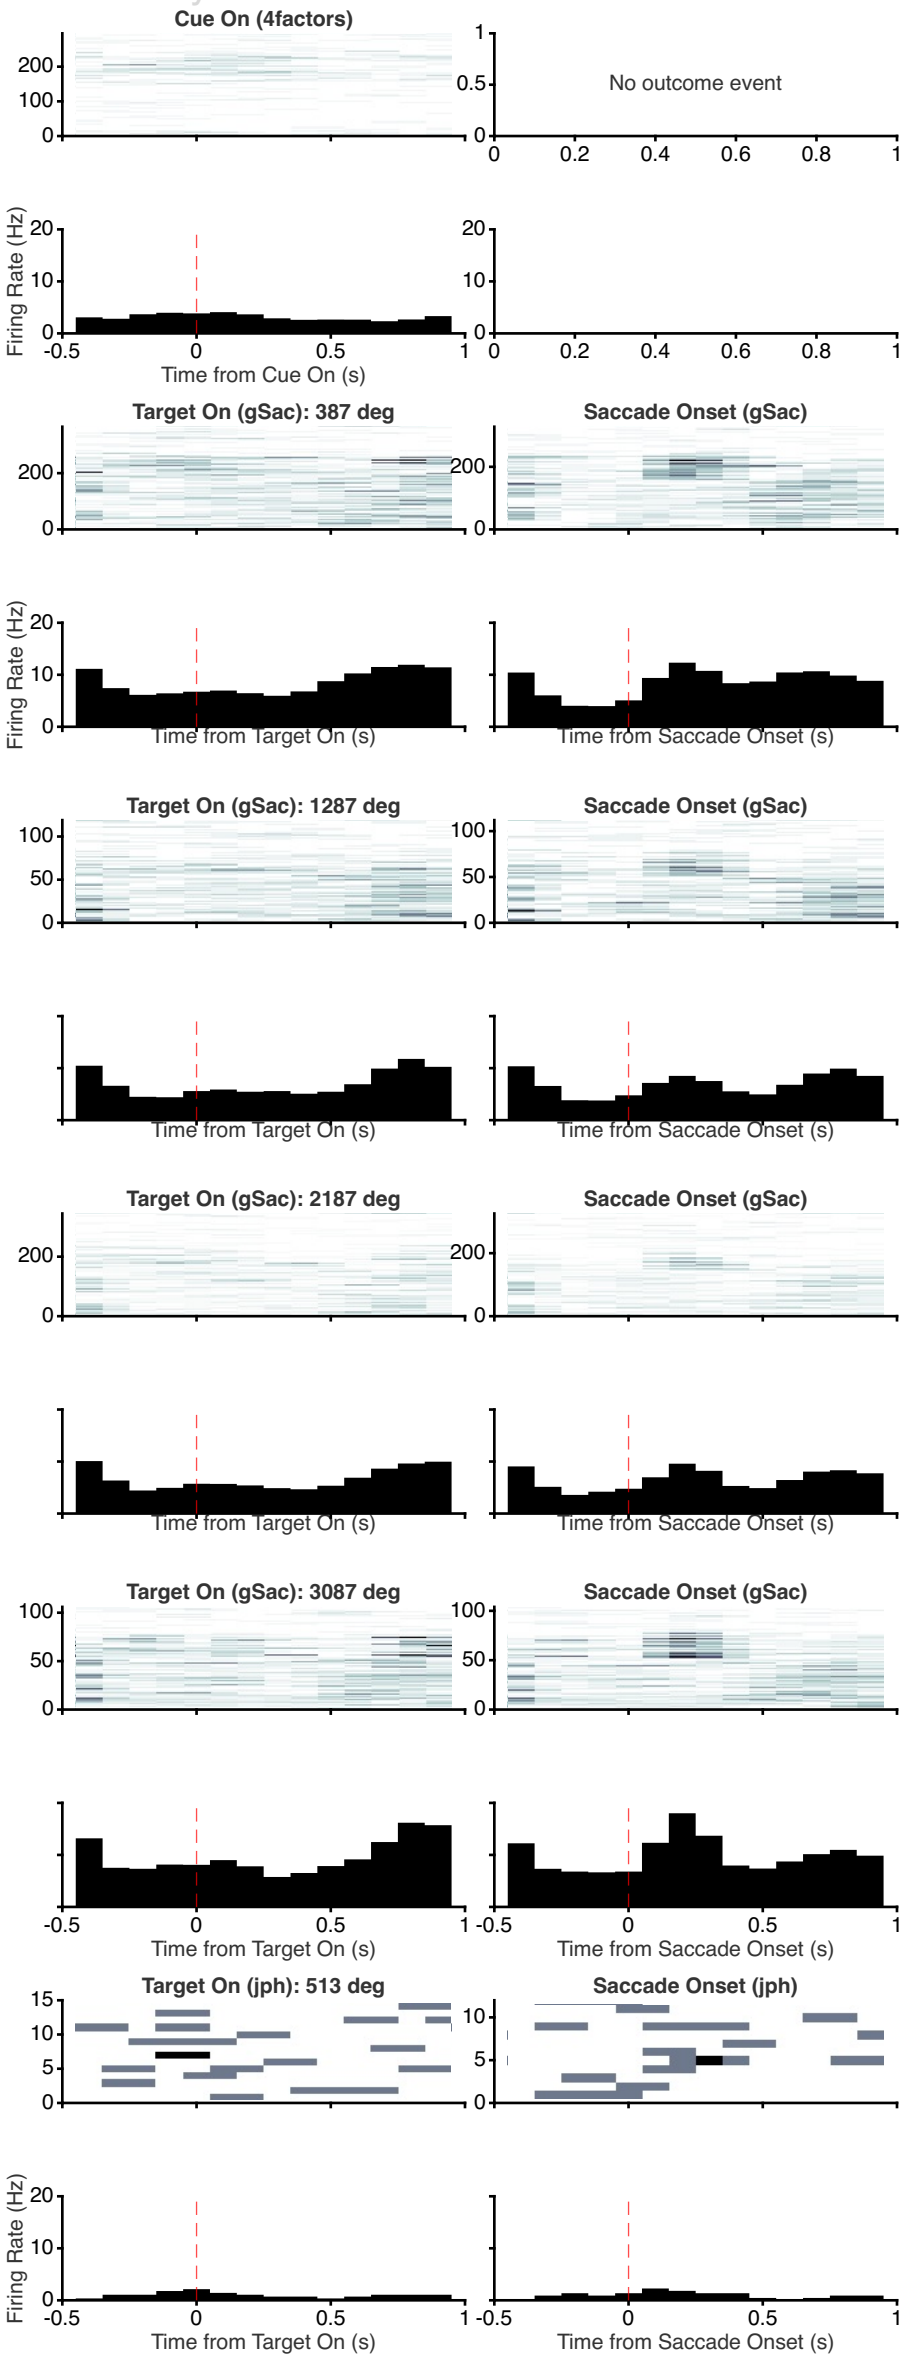 Cue On (4factors)
200
100
0
1
0.5
0
No outcome event
0 0.2 0.4 0.6 0.8 1
Firing Rate (Hz)
20
10
0
-0.5 0 0.5 1
Time from Cue On (s)
20
10
0
0 0.2 0.4 0.6 0.8 1
Target On (gSac): 387 deg
200
0
Saccade Onset (gSac)
200
0
Firing Rate (Hz)
20
10
0
Time from Target On (s)
Time from Saccade Onset (s)
Target On (gSac): 1287 deg
100
50
0
Saccade Onset (gSac)
100
50
0
Time from Target On (s)
Time from Saccade Onset (s)
Target On (gSac): 2187 deg
200
0
Saccade Onset (gSac)
200
0
Time from Target On (s)
Time from Saccade Onset (s)
Target On (gSac): 3087 deg
100
50
0
Saccade Onset (gSac)
100
50
0
-0.5 0 0.5 1
Time from Target On (s)
-0.5 0 0.5 1
Time from Saccade Onset (s)
Target On (jph): 513 deg
15
10
5
0
Saccade Onset (jph)
10
5
0
Firing Rate (Hz)
20
10
0
-0.5 0 0.5 1
Time from Target On (s)
-0.5 0 0.5 1
Time from Saccade Onset (s)